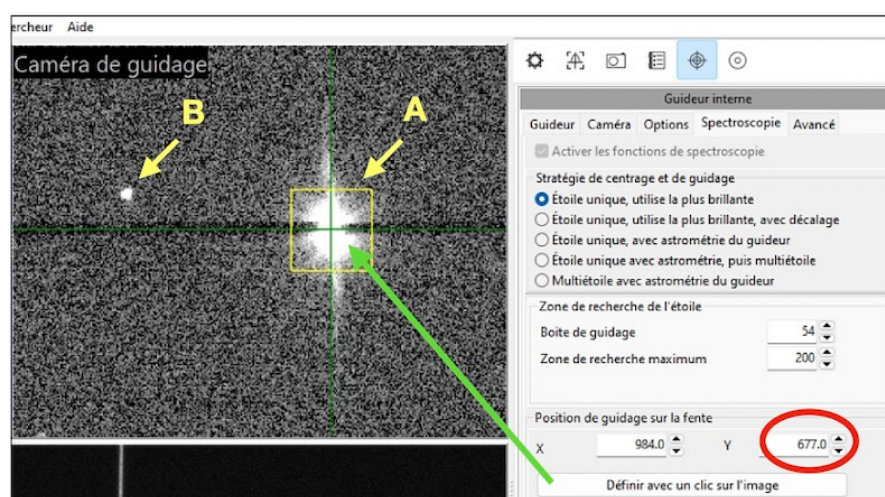 ercheur Aide
Caméra de guidage
B
A
Guideur interne
Guideur Caméra Options Spectroscopie Avancé
Activer les fonctions de spectroscopie
Stratégie de centrage et de guidage
Étoile unique, utilise la plus brillante
Étoile unique, utilise la plus brillante, avec décalage
Étoile unique, avec astrométrie du guideur
Étoile unique avec astrométrie, puis multiétoile
Multiétoile avec astrométrie du guideur
Zone de recherche de l'étoile
Boite de guidage 54
Zone de recherche maximum 200
Position de guidage sur la fente
X 984.0 Y 677.0
Définir avec un clic sur l'image